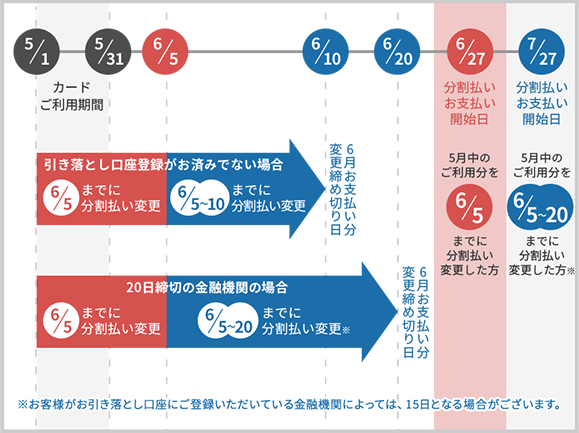 5/1
5/31
6/5
6/10
6/20
6/27
7/27
カード
ご利用期間
分割払い
お支払い
開始日
分割払い
お支払い
開始日
引き落とし口座登録がお済みでない場合
6/5
までに
分割払い変更
6/5~10
までに
分割払い変更
6月お支払い分
変更締め切り日
5月中の
ご利用分を
6/5
までに
分割払い
変更した方
5月中の
ご利用分を
6/5~20
までに
分割払い
変更した方※
20日締切の金融機関の場合
6/5
までに
分割払い変更
6/5~20
までに
分割払い変更※
6月お支払い分
変更締め切り日
※お客様がお引き落とし口座にご登録いただいている金融機関によっては、15日となる場合がございます。